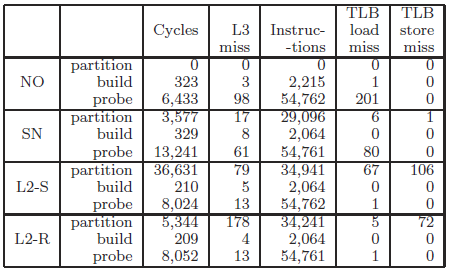 TLB TLB
Cycles L3 Instruc- load store
miss -tions miss miss
partition 0 0 0 0 0
NO build 323 3 2,215 1 0
probe 6,433 98 54,762 201 0
partition 3,577 17 29,096 6 1
SN build 329 8 2,064 0 0
probe 13,241 61 54,761 80 0
partition 36,631 79 34,941 67 106
L2-S build 210 5 2,064 0 0
probe 8,024 13 54,762 1 0
partition 5,344 178 34,241 5 72
L2-R build 209 4 2,064 0 0
probe 8,052 13 54,761 1 0